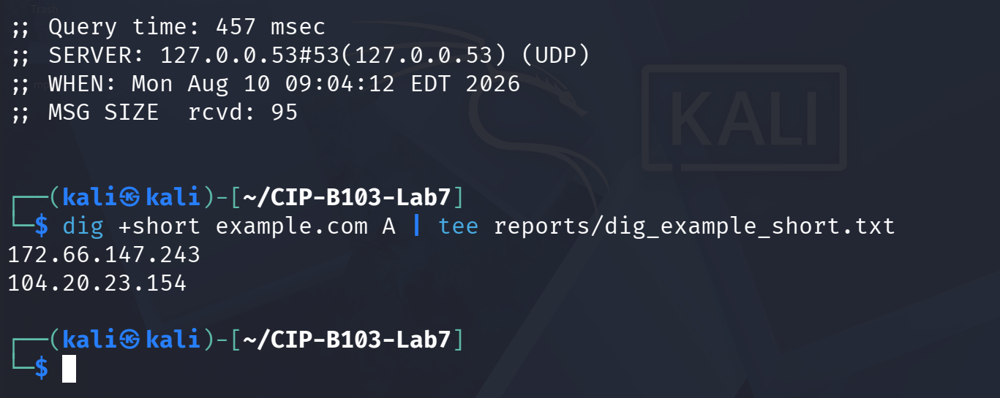 Trash
;; Query time: 457 msec
;; SERVER: 127.0.0.53#53(127.0.0.53) (UDP)
;; WHEN: Mon Aug 10 09:04:12 EDT 2026
;; MSG SIZE  rcvd: 95
KALI
┌──(kali㉿kali)-[~/CIP-B103-Lab7]
└─$ dig +short example.com A | tee reports/dig_example_short.txt
172.66.147.243
104.20.23.154
┌──(kali㉿kali)-[~/CIP-B103-Lab7]
└─$